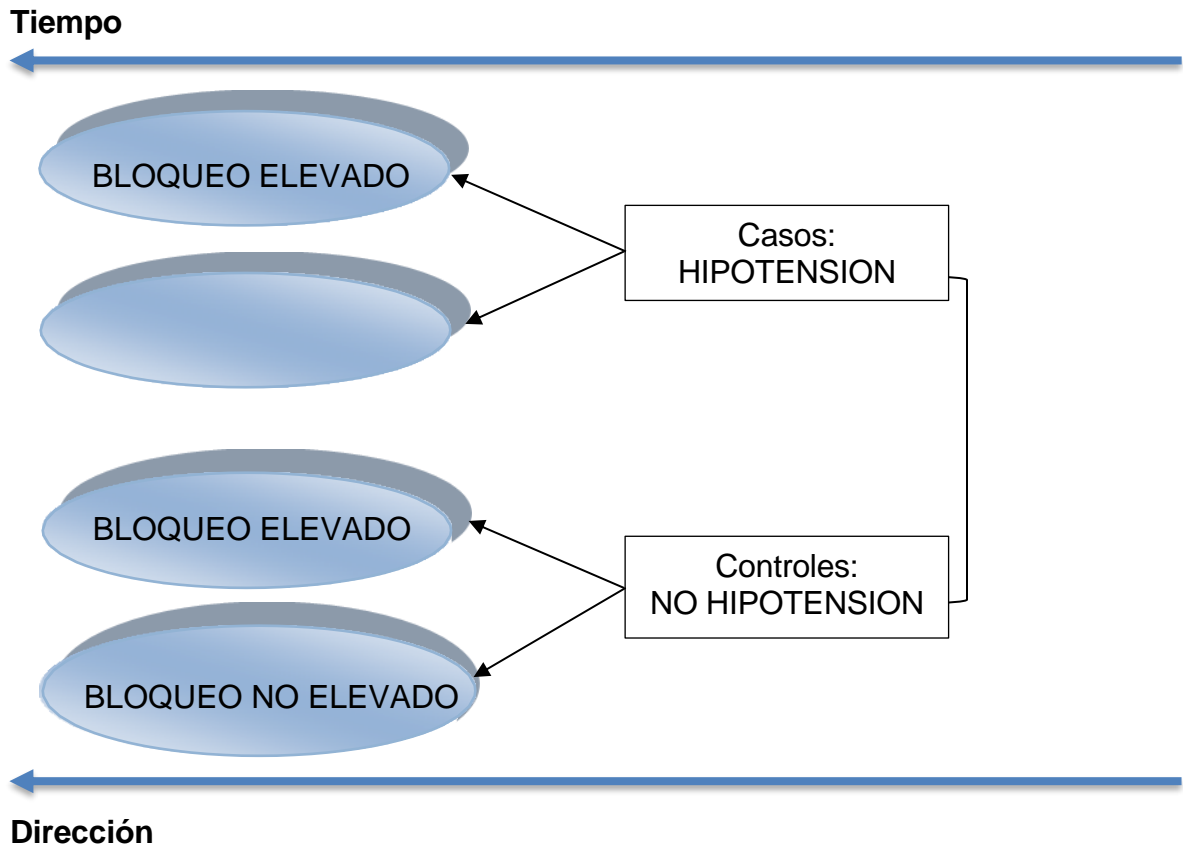 Tiempo
BLOQUEO ELEVADO
Casos:
HIPOTENSION
BLOQUEO ELEVADO
Controles:
NO HIPOTENSION
BLOQUEO NO ELEVADO
Dirección